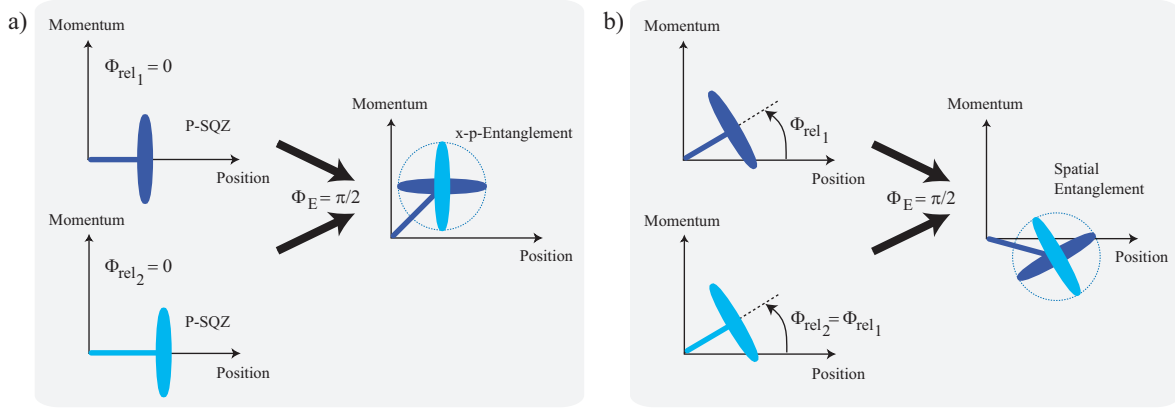 a)
Momentum
Φrel1 = 0
P-SQZ
Position
Momentum
Φrel2 = 0
P-SQZ
Position
ΦE = π/2
Momentum
x-p-Entanglement
Position
b)
Momentum
Φrel1
Position
Momentum
Φrel2 = Φrel1
Position
ΦE = π/2
Momentum
Spatial
Entanglement
Position